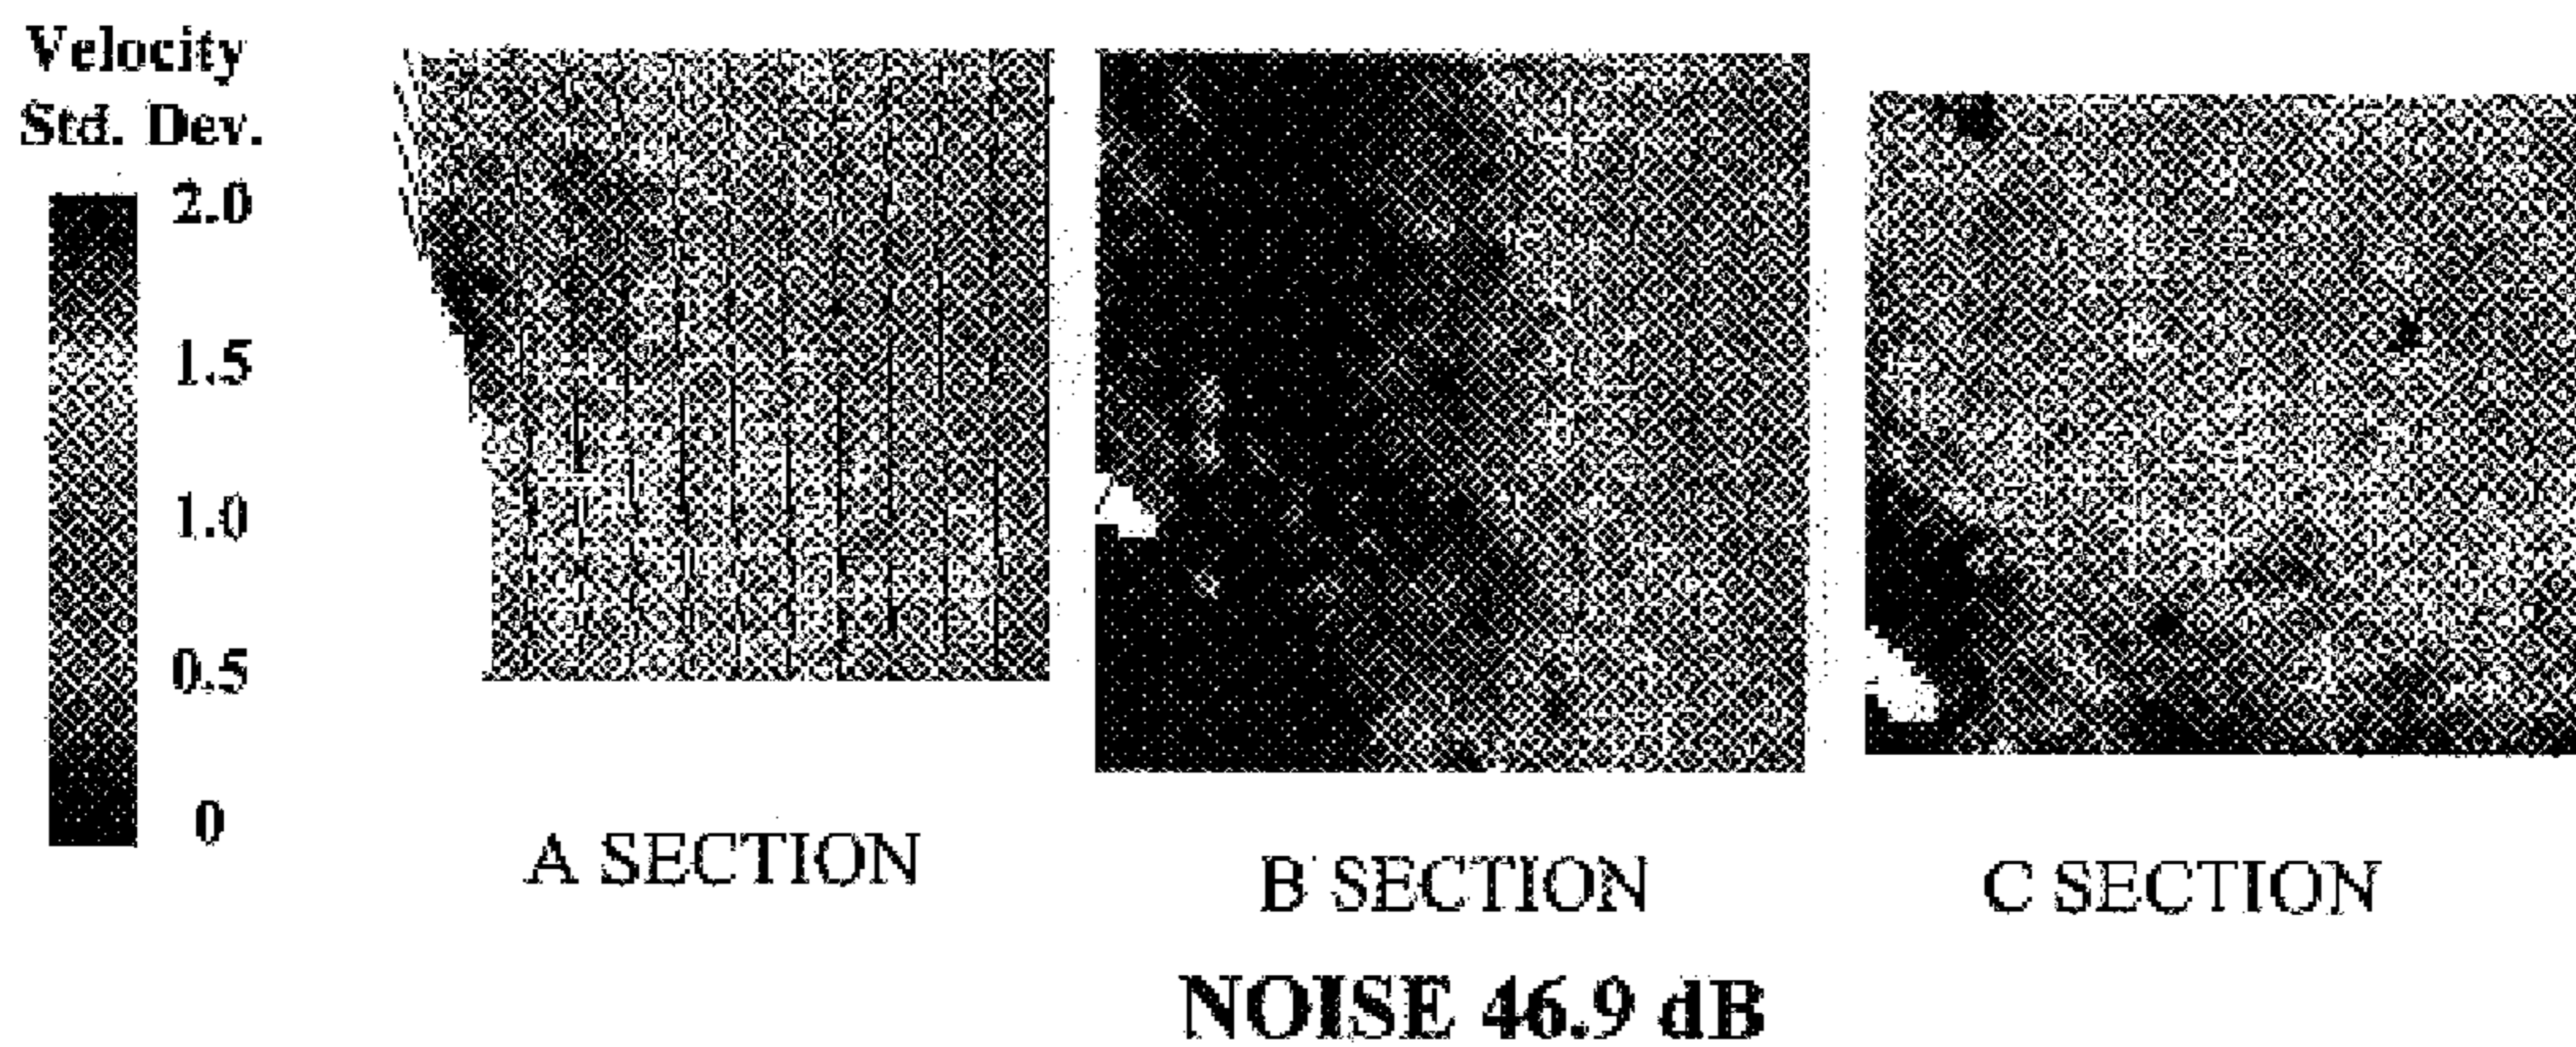 Velocity
Std. Dev.
2.0
1.5
1.0
0.5
0
A SECTION
B SECTION
C SECTION
NOISE 46.9 dB